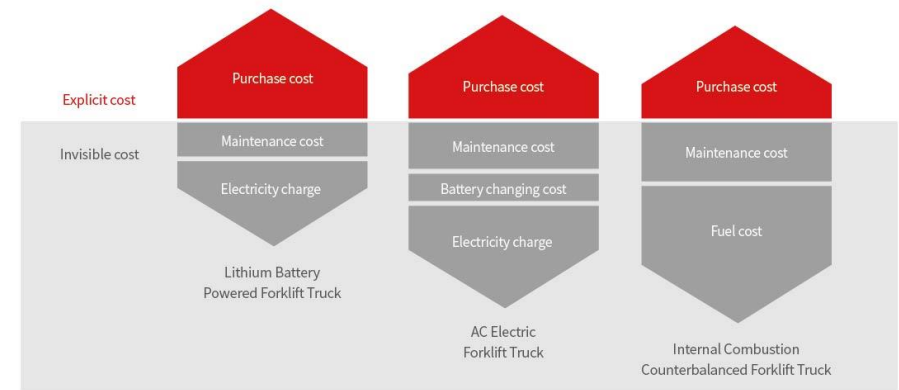 Explicit cost
Invisible cost
Purchase cost
Maintenance cost
Electricity charge
Lithium Battery
Powered Forklift Truck
Purchase cost
Maintenance cost
Battery changing cost
Electricity charge
AC Electric
Forklift Truck
Purchase cost
Maintenance cost
Fuel cost
Internal Combustion
Counterbalanced Forklift Truck